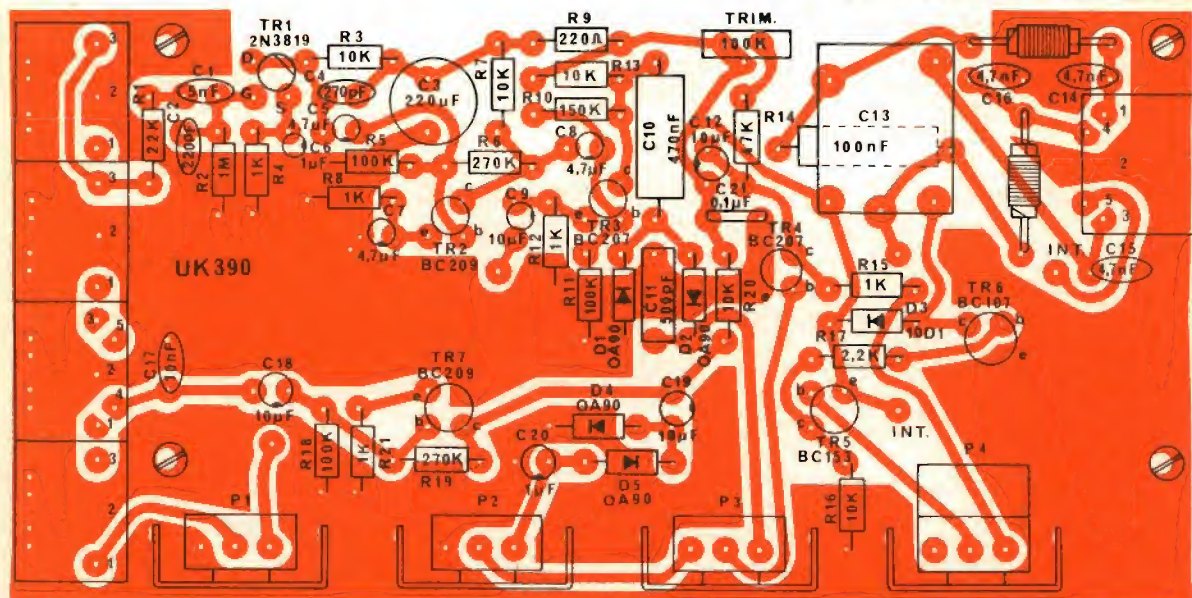 TR1
2N3819
R3
10K
R9
220Ω
TRIM.
100K
3
D
C1
5nF
G
S
C4
270pF
C3
220µF
R7
10K
10K
R13
R10
150K
4,7nF
C16
4,7nF
C14
2
R1
2.2K
C2
2200F
C5
4,7µF
C8
4,7µF
C10
470nF
C12
10µF
47K
R14
C13
100nF
1
4
1
3
R2
1M
1K
R4
C6
1µF
R5
100K
R6
270K
R8
1K
C21
0,1µF
2
5
3
C7
4,7µF
e
c
b
TR2
BC209
C9
10µF
R12
1K
e
c
b
TR3
BC207
TR4
BC207
c
e
b
INT.
C15
4,7nF
2
UK390
R11
100K
D1
OA90
C11
500pF
D2
OA90
10K
R20
R15
1K
D3
10D1
TR6
BC107
c
b
e
1
3
5
2
R17
2,2K
C17
10nF
C18
10µF
TR7
BC209
e
b
c
D4
OA90
C19
10µF
b
e
c
TR5
BC153
INT.
4
1
3
R18
100K
1K
R21
270K
R19
C20
1µF
D5
OA90
R16
10K
P4
2
1
P1
P2
P3